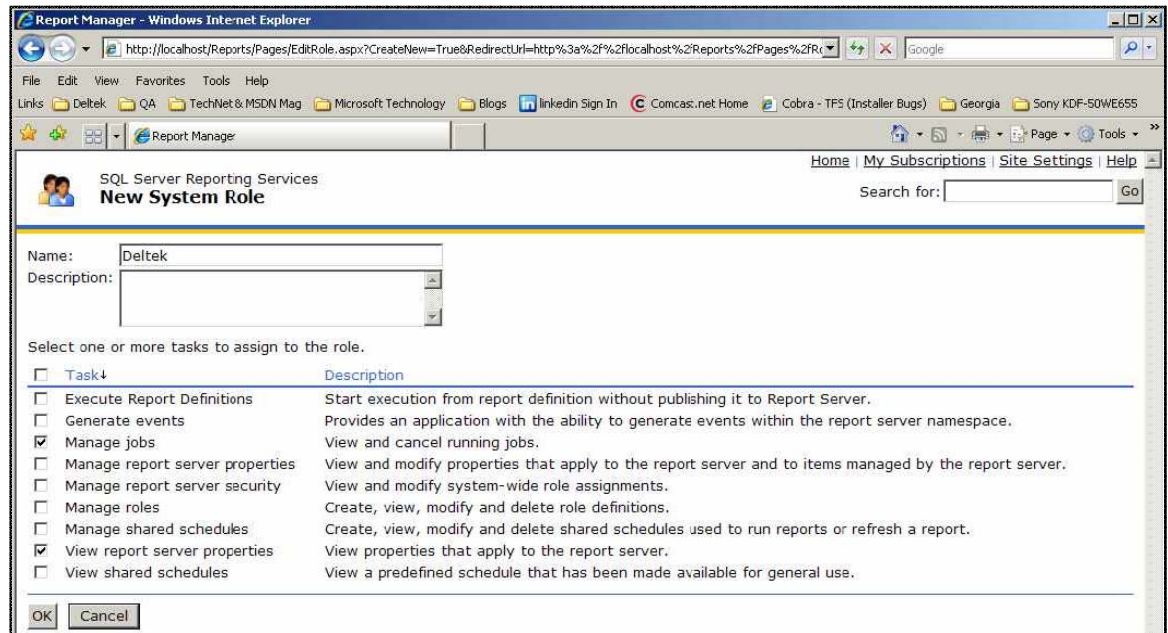 Report Manager - Windows Internet Explorer
http://localhost/Reports/Pages/EditRole.aspx?CreateNew=True&RedirectUrl=http%3a%2f%2flocalhost%2fReports%2fPages%2fRo
Google
File Edit View Favorites Tools Help
Links Deltek QA TechNet & MSDN Mag Microsoft Technology Blogs linkedin Sign In Comcast.net Home Cobra - TFS (Installer Bugs) Georgia Sony KDF-50WE655
Report Manager Page Tools
Home | My Subscriptions | Site Settings | Help
SQL Server Reporting Services
New System Role
Search for: Go
Name: Deltek
Description:
Select one or more tasks to assign to the role.
Task↓ Description
Execute Report Definitions Start execution from report definition without publishing it to Report Server.
Generate events Provides an application with the ability to generate events within the report server namespace.
Manage jobs View and cancel running jobs.
Manage report server properties View and modify properties that apply to the report server and to items managed by the report server.
Manage report server security View and modify system-wide role assignments.
Manage roles Create, view, modify and delete role definitions.
Manage shared schedules Create, view, modify and delete shared schedules used to run reports or refresh a report.
View report server properties View properties that apply to the report server.
View shared schedules View a predefined schedule that has been made available for general use.
OK Cancel